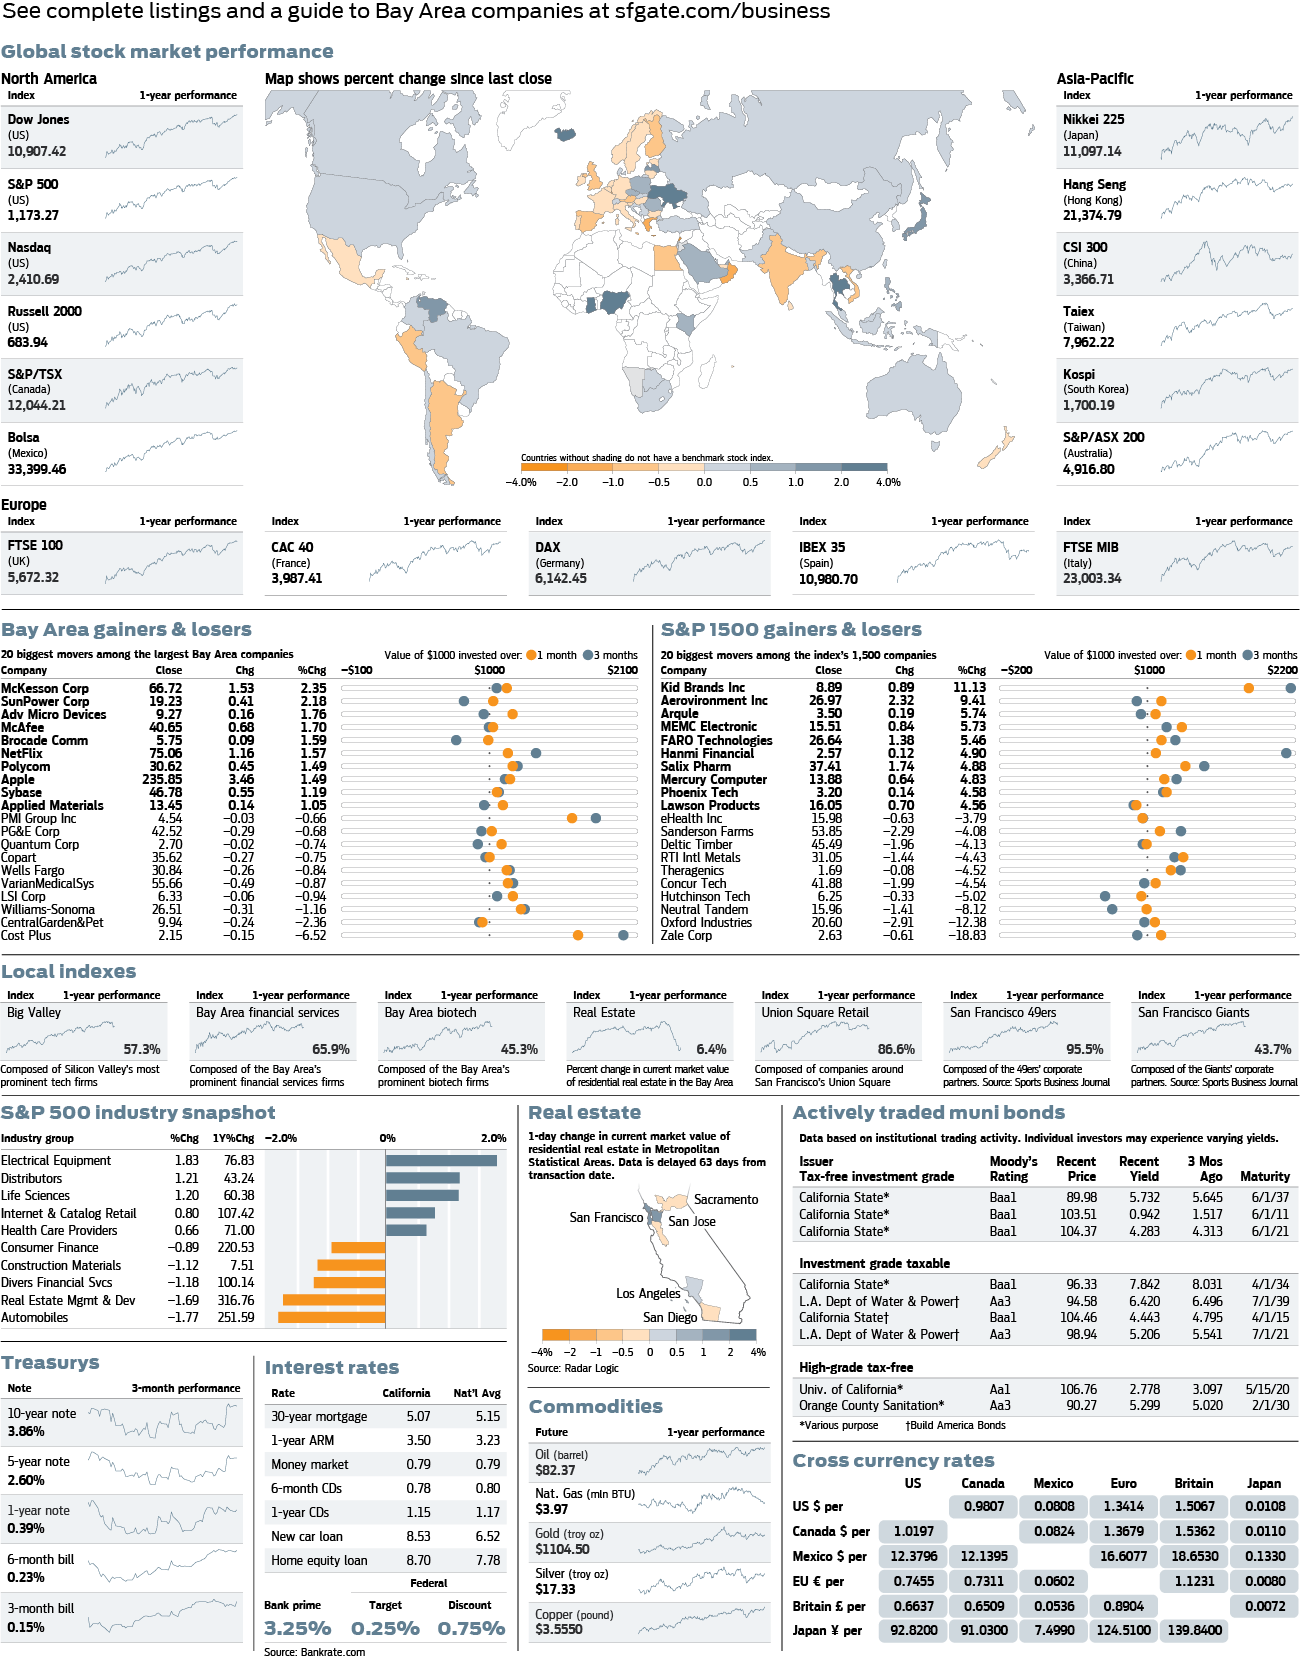 See complete listings and a guide to Bay Area companies at sfgate.com/business
Global stock market performance
North America
Index 1-year performance
Dow Jones
(US)
10,907.42
S&P 500
(US)
1,173.27
Nasdaq
(US)
2,410.69
Russell 2000
(US)
683.94
S&P/TSX
(Canada)
12,044.21
Bolsa
(Mexico)
33,399.46
Map shows percent change since last close
Countries without shading do not have a benchmark stock index.
−4.0% −2.0 −1.0 −0.5 0.0 0.5 1.0 2.0 4.0%
Asia-Pacific
Index 1-year performance
Nikkei 225
(Japan)
11,097.14
Hang Seng
(Hong Kong)
21,374.79
CSI 300
(China)
3,366.71
Taiex
(Taiwan)
7,962.22
Kospi
(South Korea)
1,700.19
S&P/ASX 200
(Australia)
4,916.80
Europe
Index 1-year performance
FTSE 100
(UK)
5,672.32
Index 1-year performance
CAC 40
(France)
3,987.41
Index 1-year performance
DAX
(Germany)
6,142.45
Index 1-year performance
IBEX 35
(Spain)
10,980.70
Index 1-year performance
FTSE MIB
(Italy)
23,003.34
Bay Area gainers & losers
20 biggest movers among the largest Bay Area companies Value of $1000 invested over: 1 month 3 months
Company Close Chg %Chg −$100 $1000 $2100
McKesson Corp 66.72 1.53 2.35
SunPower Corp 19.23 0.41 2.18
Adv Micro Devices 9.27 0.16 1.76
McAfee 40.65 0.68 1.70
Brocade Comm 5.75 0.09 1.59
NetFlix 75.06 1.16 1.57
Polycom 30.62 0.45 1.49
Apple 235.85 3.46 1.49
Sybase 46.78 0.55 1.19
Applied Materials 13.45 0.14 1.05
PMI Group Inc 4.54 −0.03 −0.66
PG&E Corp 42.52 −0.29 −0.68
Quantum Corp 2.70 −0.02 −0.74
Copart 35.62 −0.27 −0.75
Wells Fargo 30.84 −0.26 −0.84
VarianMedicalSys 55.66 −0.49 −0.87
LSI Corp 6.33 −0.06 −0.94
Williams-Sonoma 26.51 −0.31 −1.16
CentralGarden&Pet 9.94 −0.24 −2.36
Cost Plus 2.15 −0.15 −6.52
S&P 1500 gainers & losers
20 biggest movers among the index's 1,500 companies Value of $1000 invested over: 1 month 3 months
Company Close Chg %Chg −$200 $1000 $2200
Kid Brands Inc 8.89 0.89 11.13
Aerovironment Inc 26.97 2.32 9.41
Arqule 3.50 0.19 5.74
MEMC Electronic 15.51 0.84 5.73
FARO Technologies 26.64 1.38 5.46
Hanmi Financial 2.57 0.12 4.90
Salix Pharm 37.41 1.74 4.88
Mercury Computer 13.88 0.64 4.83
Phoenix Tech 3.20 0.14 4.58
Lawson Products 16.05 0.70 4.56
eHealth Inc 15.98 −0.63 −3.79
Sanderson Farms 53.85 −2.29 −4.08
Deltic Timber 45.49 −1.96 −4.13
RTI Intl Metals 31.05 −1.44 −4.43
Theragenics 1.69 −0.08 −4.52
Concur Tech 41.88 −1.99 −4.54
Hutchinson Tech 6.25 −0.33 −5.02
Neutral Tandem 15.96 −1.41 −8.12
Oxford Industries 20.60 −2.91 −12.38
Zale Corp 2.63 −0.61 −18.83
Local indexes
Index 1-year performance
Big Valley
57.3%
Composed of Silicon Valley's most
prominent tech firms
Index 1-year performance
Bay Area financial services
65.9%
Composed of the Bay Area's
prominent financial services firms
Index 1-year performance
Bay Area biotech
45.3%
Composed of the Bay Area's
prominent biotech firms
Index 1-year performance
Real Estate
6.4%
Percent change in current market value
of residential real estate in the Bay Area
Index 1-year performance
Union Square Retail
86.6%
Composed of companies around
San Francisco's Union Square
Index 1-year performance
San Francisco 49ers
95.5%
Composed of the 49ers' corporate
partners. Source: Sports Business Journal
Index 1-year performance
San Francisco Giants
43.7%
Composed of the Giants' corporate
partners. Source: Sports Business Journal
S&P 500 industry snapshot
Industry group %Chg 1Y%Chg −2.0% 0% 2.0%
Electrical Equipment 1.83 76.83
Distributors 1.21 43.24
Life Sciences 1.20 60.38
Internet & Catalog Retail 0.80 107.42
Health Care Providers 0.66 71.00
Consumer Finance −0.89 220.53
Construction Materials −1.12 7.51
Divers Financial Svcs −1.18 100.14
Real Estate Mgmt & Dev −1.69 316.76
Automobiles −1.77 251.59
Treasurys
Note 3-month performance
10-year note
3.86%
5-year note
2.60%
1-year note
0.39%
6-month bill
0.23%
3-month bill
0.15%
Interest rates
Rate California Nat'l Avg
30-year mortgage 5.07 5.15
1-year ARM 3.50 3.23
Money market 0.79 0.79
6-month CDs 0.78 0.80
1-year CDs 1.15 1.17
New car loan 8.53 6.52
Home equity loan 8.70 7.78
Federal
Bank prime Target Discount
3.25% 0.25% 0.75%
Source: Bankrate.com
Real estate
1-day change in current market value of
residential real estate in Metropolitan
Statistical Areas. Data is delayed 63 days from
transaction date.
Sacramento
San Francisco
San Jose
Los Angeles
San Diego
−4% −2 −1 −0.5 0 0.5 1 2 4%
Source: Radar Logic
Commodities
Future 1-year performance
Oil (barrel)
$82.37
Nat. Gas (mln BTU)
$3.97
Gold (troy oz)
$1104.50
Silver (troy oz)
$17.33
Copper (pound)
$3.5550
Actively traded muni bonds
Data based on institutional trading activity. Individual investors may experience varying yields.
Issuer Moody's Recent Recent 3 Mos
Tax-free investment grade Rating Price Yield Ago Maturity
California State* Baa1 89.98 5.732 5.645 6/1/37
California State* Baa1 103.51 0.942 1.517 6/1/11
California State* Baa1 104.37 4.283 4.313 6/1/21
Investment grade taxable
California State* Baa1 96.33 7.842 8.031 4/1/34
L.A. Dept of Water & Power† Aa3 94.58 6.420 6.496 7/1/39
California State† Baa1 104.46 4.443 4.795 4/1/15
L.A. Dept of Water & Power† Aa3 98.94 5.206 5.541 7/1/21
High-grade tax-free
Univ. of California* Aa1 106.76 2.778 3.097 5/15/20
Orange County Sanitation* Aa3 90.27 5.299 5.020 2/1/30
*Various purpose †Build America Bonds
Cross currency rates
US Canada Mexico Euro Britain Japan
US $ per 0.9807 0.0808 1.3414 1.5067 0.0108
Canada $ per 1.0197 0.0824 1.3679 1.5362 0.0110
Mexico $ per 12.3796 12.1395 16.6077 18.6530 0.1330
EU € per 0.7455 0.7311 0.0602 1.1231 0.0080
Britain £ per 0.6637 0.6509 0.0536 0.8904 0.0072
Japan ¥ per 92.8200 91.0300 7.4990 124.5100 139.8400